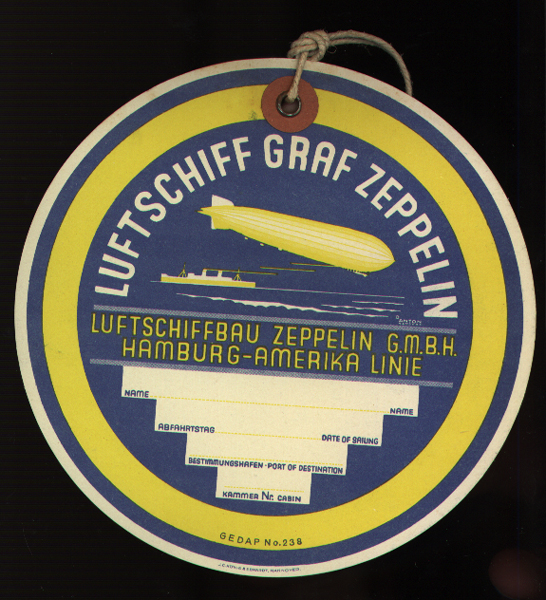 LUFTSCHIFF GRAF ZEPPELIN
LUFTSCHIFFBAU ZEPPELIN G.M.B.H.
HAMBURG-AMERIKA LINIE
NAME NAME
ABFAHRTSTAG DATE OF SAILING
BESTIMMUNGSHAFEN-PORT OF DESTINATION
KAMMER Nr. CABIN
GEDAP No. 238